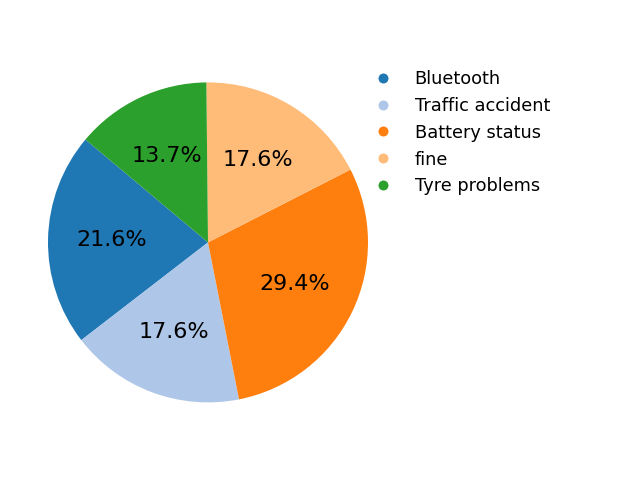 Bluetooth
Traffic accident
Battery status
fine
Tyre problems
13.7%
17.6%
21.6%
29.4%
17.6%